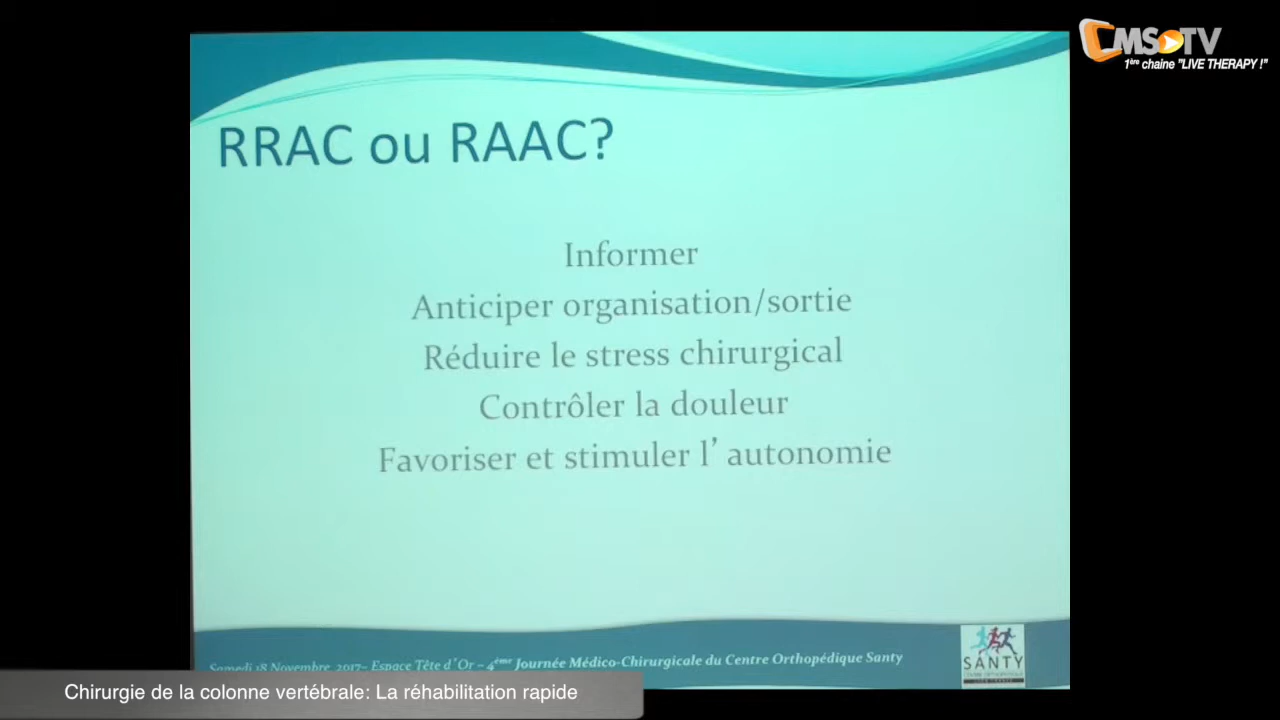 CMS TV
1ère chaine "LIVE THERAPY !"
RRAC ou RAAC?
Informer
Anticiper organisation/sortie
Réduire le stress chirurgical
Contrôler la douleur
Favoriser et stimuler l’ autonomie
Samedi 18 Novembre 2017– Espace Tête d’Or – 4ème Journée Médico-Chirurgicale du Centre Orthopédique Santy
SANTY
Chirurgie de la colonne vertébrale: La réhabilitation rapide